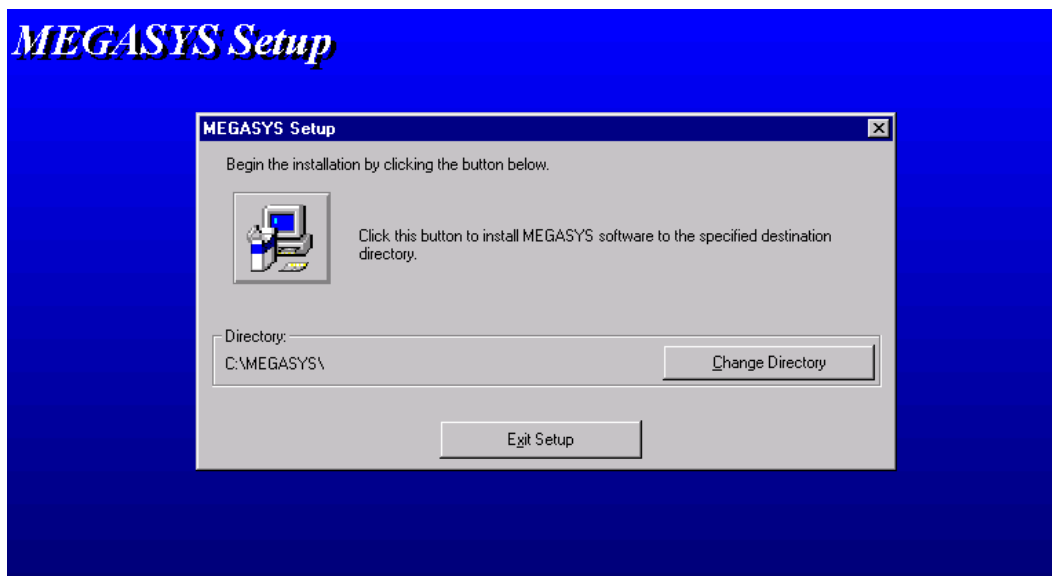 MEGASYS Setup
MEGASYS Setup
Begin the installation by clicking the button below.
Click this button to install MEGASYS software to the specified destination
directory.
Directory:
C:\MEGASYS\
Change Directory
Exit Setup